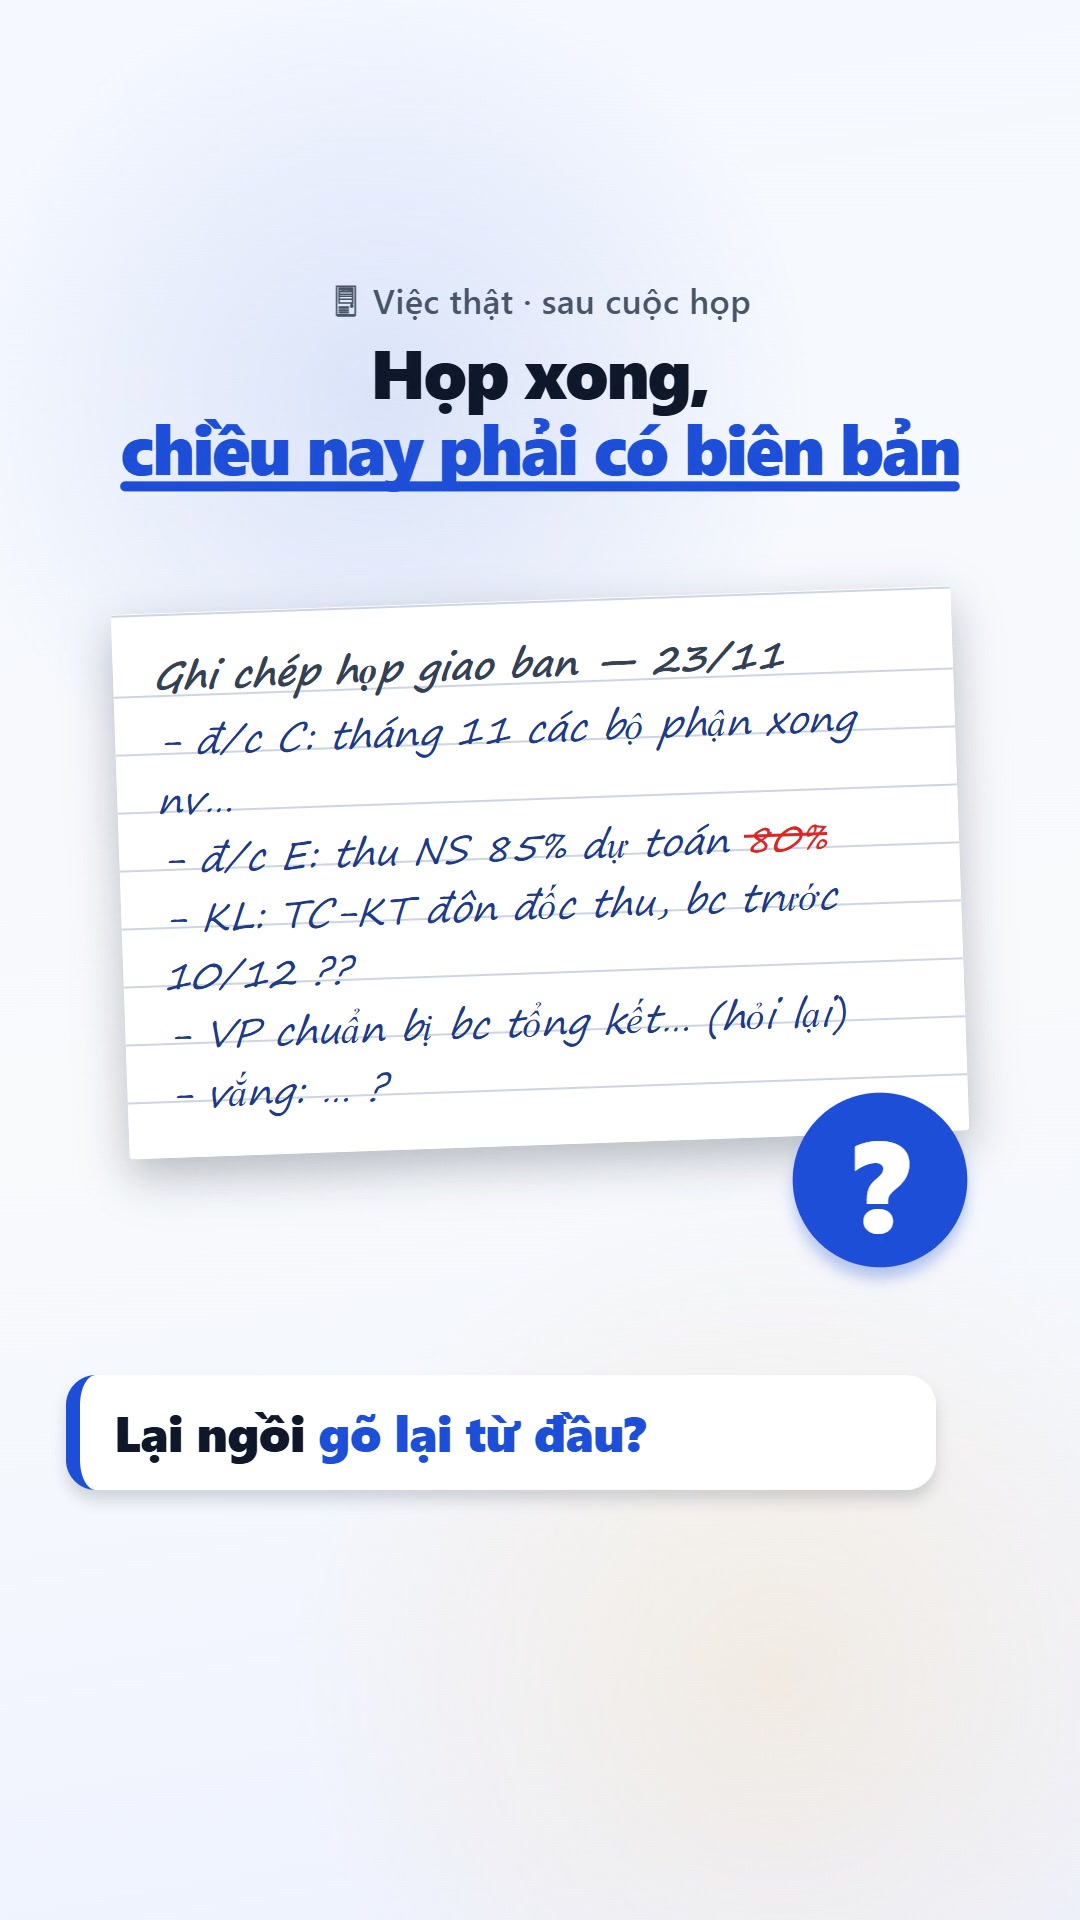 Việc thật · sau cuộc họp
Họp xong,
chiều nay phải có biên bản
Ghi chép họp giao ban — 23/11
- đ/c C: tháng 11 các bộ phận xong
nv...
- đ/c E: thu NS 85% dự toán 80%
- KL: TC-KT đôn đốc thu, bc trước
10/12 ??
- VP chuẩn bị bc tổng kết... (hỏi lại)
- vắng: ... ?
?
Lại ngồi gõ lại từ đầu?